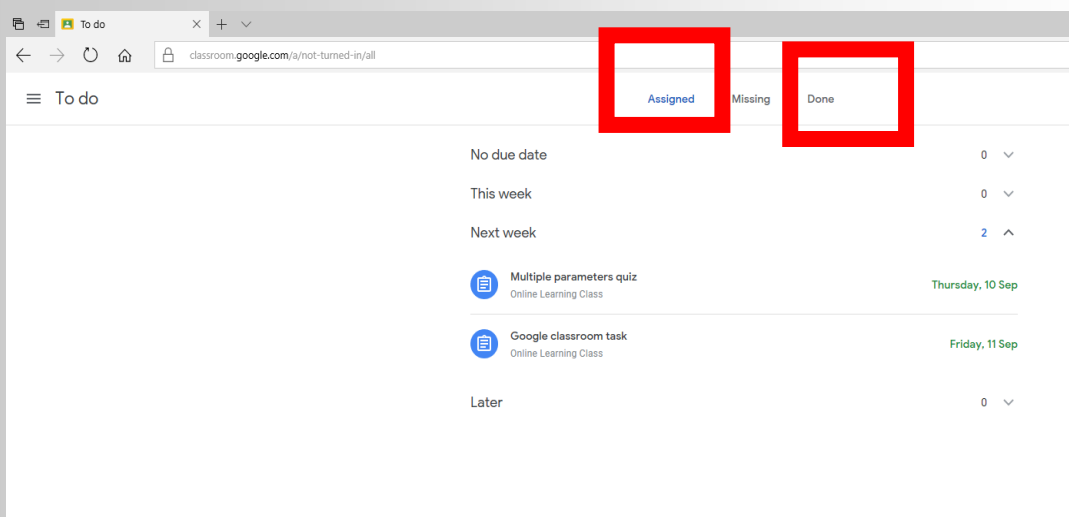 To do
classroom.google.com/a/not-turned-in/all
To do
Assigned Missing Done
No due date 0
This week 0
Next week 2
Multiple parameters quiz
Online Learning Class
Thursday, 10 Sep
Google classroom task
Online Learning Class
Friday, 11 Sep
Later 0